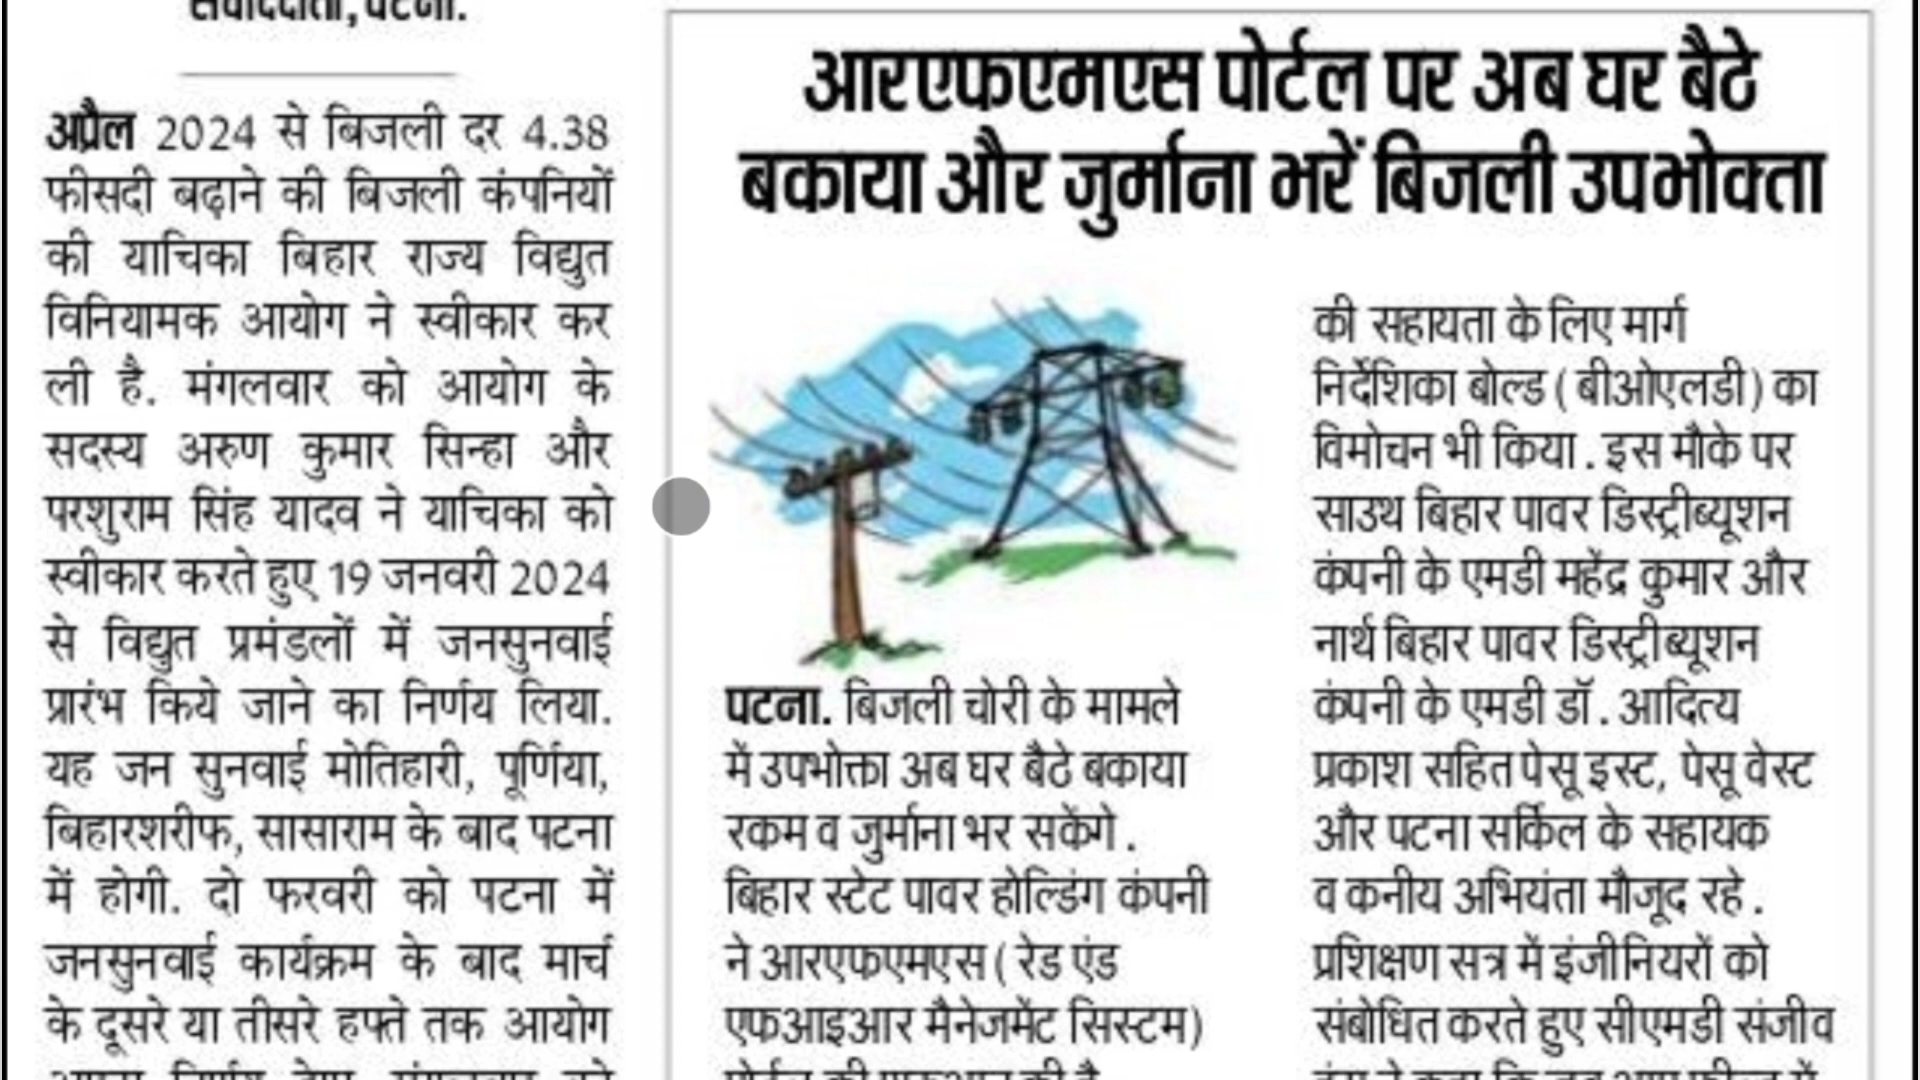 संवाददाता, पटना.
अप्रैल 2024 से बिजली दर 4.38
फीसदी बढ़ाने की बिजली कंपनियों
की याचिका बिहार राज्य विद्युत
विनियामक आयोग ने स्वीकार कर
ली है. मंगलवार को आयोग के
सदस्य अरुण कुमार सिन्हा और
परशुराम सिंह यादव ने याचिका को
स्वीकार करते हुए 19 जनवरी 2024
से विद्युत प्रमंडलों में जनसुनवाई
प्रारंभ किये जाने का निर्णय लिया.
यह जन सुनवाई मोतिहारी, पूर्णिया,
बिहारशरीफ, सासाराम के बाद पटना
में होगी. दो फरवरी को पटना में
जनसुनवाई कार्यक्रम के बाद मार्च
के दूसरे या तीसरे हफ्ते तक आयोग
आरएफएमएस पोर्टल पर अब घर बैठे
बकाया और जुर्माना भरें बिजली उपभोक्ता
पटना. बिजली चोरी के मामले
में उपभोक्ता अब घर बैठे बकाया
रकम व जुर्माना भर सकेंगे .
बिहार स्टेट पावर होल्डिंग कंपनी
ने आरएफएमएस ( रेड एंड
एफआइआर मैनेजमेंट सिस्टम)
की सहायता के लिए मार्ग
निर्देशिका बोल्ड ( बीओएलडी) का
विमोचन भी किया . इस मौके पर
साउथ बिहार पावर डिस्ट्रीब्यूशन
कंपनी के एमडी महेंद्र कुमार और
नार्थ बिहार पावर डिस्ट्रीब्यूशन
कंपनी के एमडी डॉ . आदित्य
प्रकाश सहित पेसू इस्ट, पेसू वेस्ट
और पटना सर्किल के सहायक
व कनीय अभियंता मौजूद रहे .
प्रशिक्षण सत्र में इंजीनियरों को
संबोधित करते हुए सीएमडी संजीव